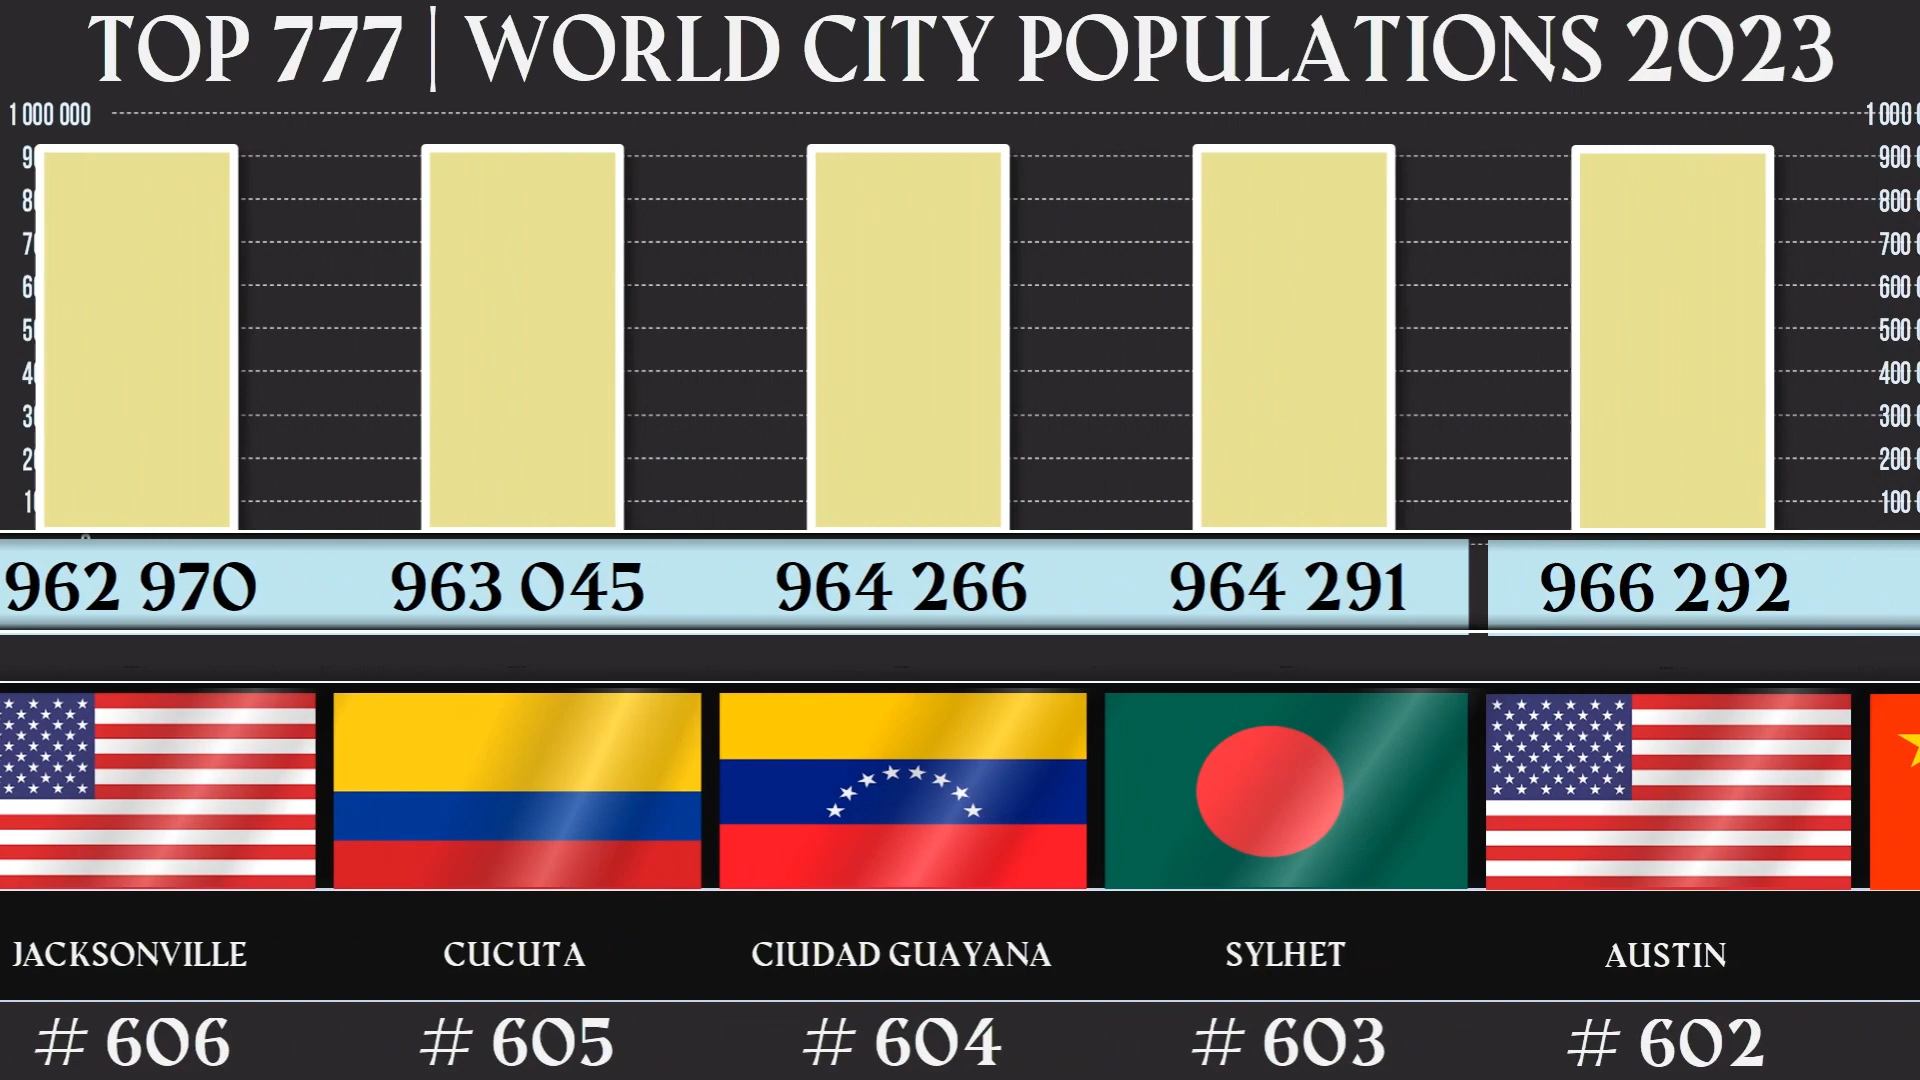 TOP 777 | WORLD CITY POPULATIONS 2023
1 000 000
962 970 963 045 964 266 964 291 966 292
JACKSONVILLE CUCUTA CIUDAD GUAYANA SYLHET AUSTIN
# 606 # 605 # 604 # 603 # 602